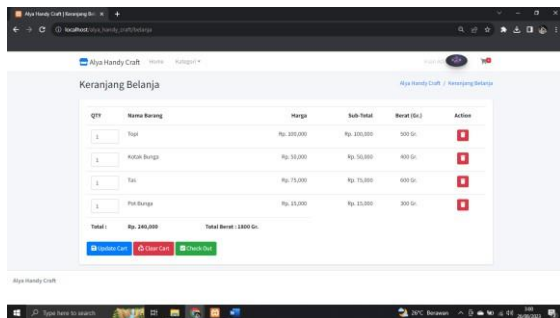 Alya Handy Craft | Keranjang Bel
localhost/alya_handy_craft/belanja
Alya Handy Craft Home Kategori
Keranjang Belanja
Alya Handy Craft / Keranjang Belanja
QTY Nama Barang Harga Sub-Total Berat (Gr.) Action
1 Topi Rp. 100,000 Rp. 100,000 500 Gr.
1 Kotak Bunga Rp. 50,000 Rp. 50,000 400 Gr.
1 Tas Rp. 75,000 Rp. 75,000 600 Gr.
1 Pot Bunga Rp. 15,000 Rp. 15,000 300 Gr.
Total : Rp. 240,000 Total Berat : 1800 Gr.
Update Cart Clear Cart Check Out
Alya Handy Craft
Type here to search
26°C Berawan